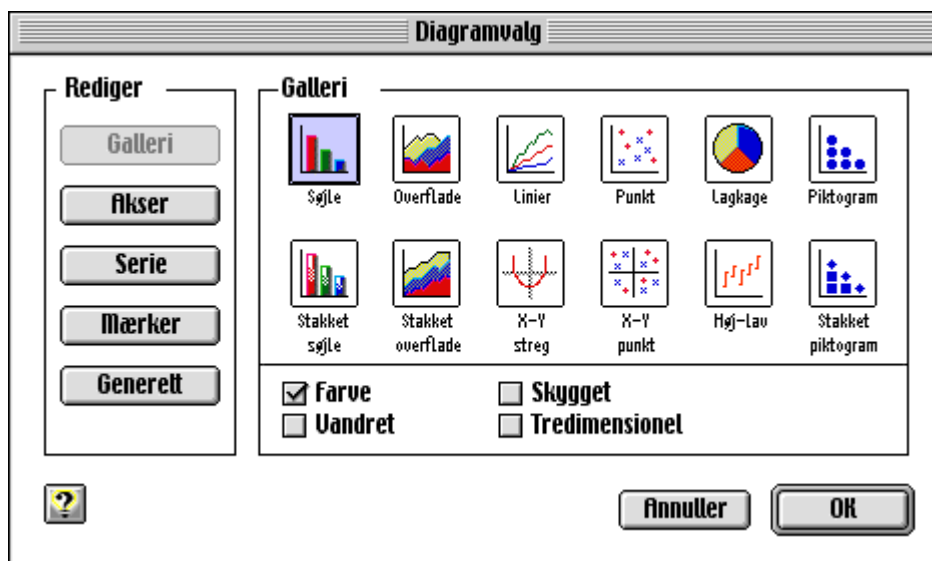 Diagramvalg
Rediger
Galleri
Akser
Serie
Mærker
Generelt
Galleri
Søjle
Overflade
Linier
Punkt
Lagkage
Piktogram
Stakket
søjle
Stakket
overflade
X-Y
streg
X-Y
punkt
Høj-Lav
Stakket
piktogram
Farve
Skygget
Vandret
Tredimensionel
?
Annuller
OK